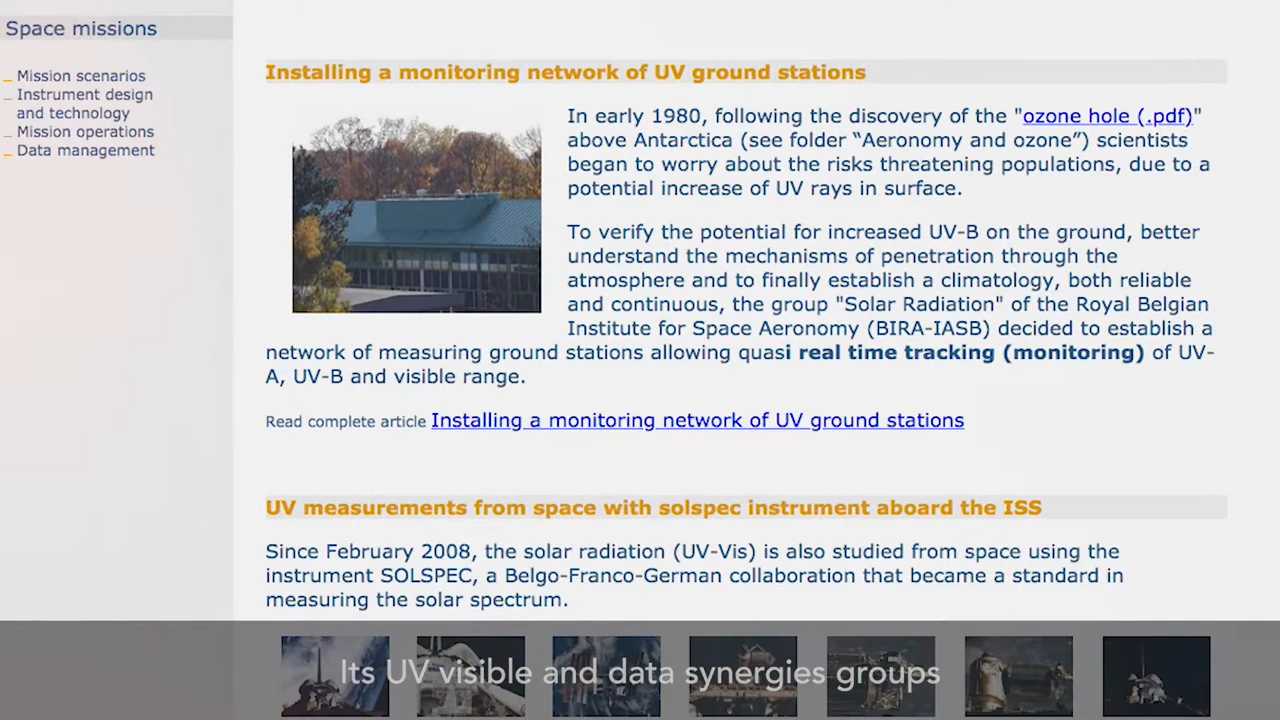 Space missions
Mission scenarios
Instrument design
and technology
Mission operations
Data management
Installing a monitoring network of UV ground stations
In early 1980, following the discovery of the "ozone hole (.pdf)"
above Antarctica (see folder “Aeronomy and ozone”) scientists
began to worry about the risks threatening populations, due to a
potential increase of UV rays in surface.
To verify the potential for increased UV-B on the ground, better
understand the mechanisms of penetration through the
atmosphere and to finally establish a climatology, both reliable
and continuous, the group "Solar Radiation" of the Royal Belgian
Institute for Space Aeronomy (BIRA-IASB) decided to establish a
network of measuring ground stations allowing quasi real time tracking (monitoring) of UV-
A, UV-B and visible range.
Read complete article Installing a monitoring network of UV ground stations
UV measurements from space with solspec instrument aboard the ISS
Since February 2008, the solar radiation (UV-Vis) is also studied from space using the
instrument SOLSPEC, a Belgo-Franco-German collaboration that became a standard in
measuring the solar spectrum.
Its UV visible and data synergies groups